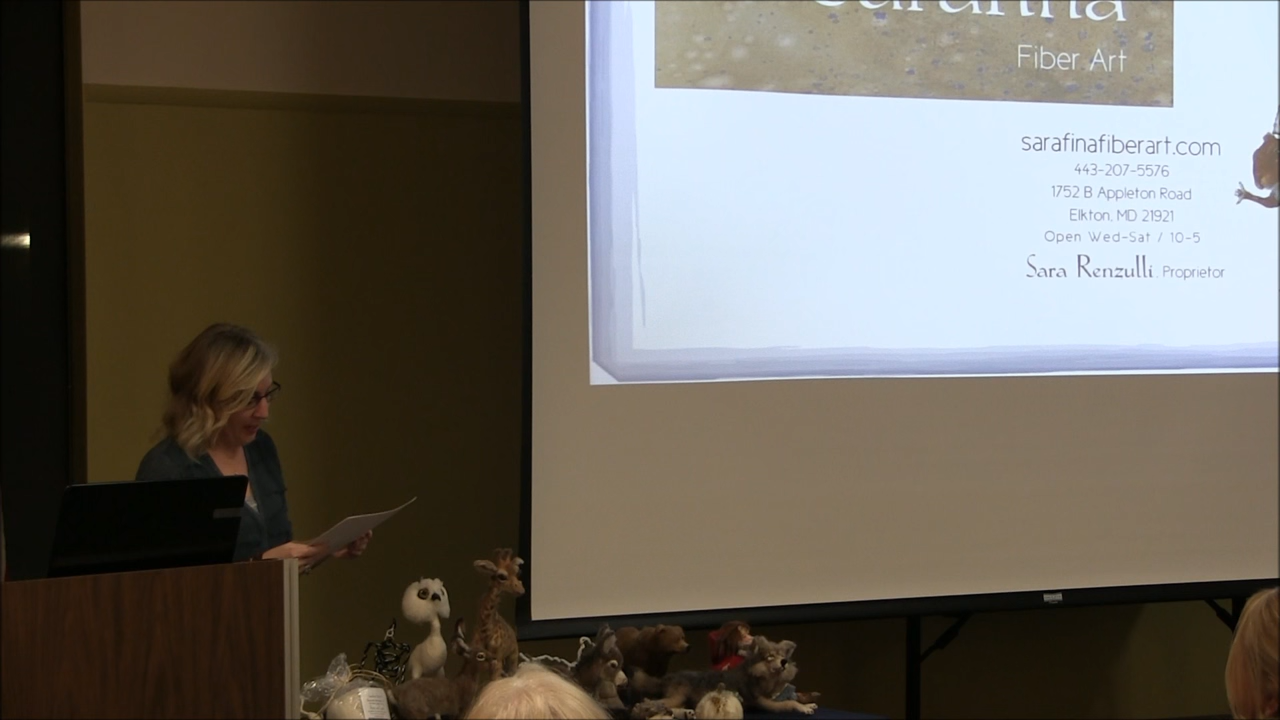 Fiber Art
sarafinafiberart.com
443-207-5576
1752 B Appleton Road
Elkton, MD 21921
Open Wed-Sat / 10-5
Sara Renzulli, Proprietor